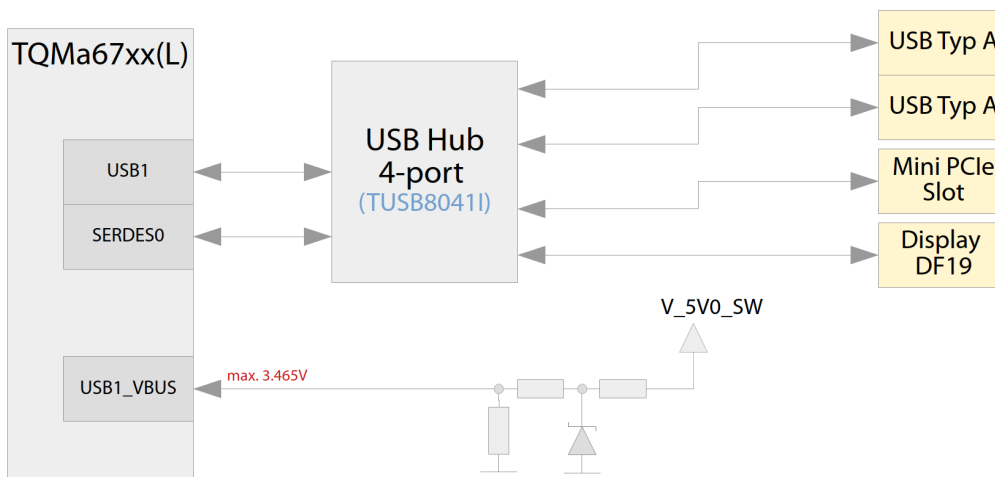 TQMa67xx(L)
USB1
SERDES0
USB1_VBUS
USB Hub
4-port
(TUSB8041I)
USB Typ A
USB Typ A
Mini PCIe
Slot
Display
DF19
V_5V0_SW
max. 3.465V